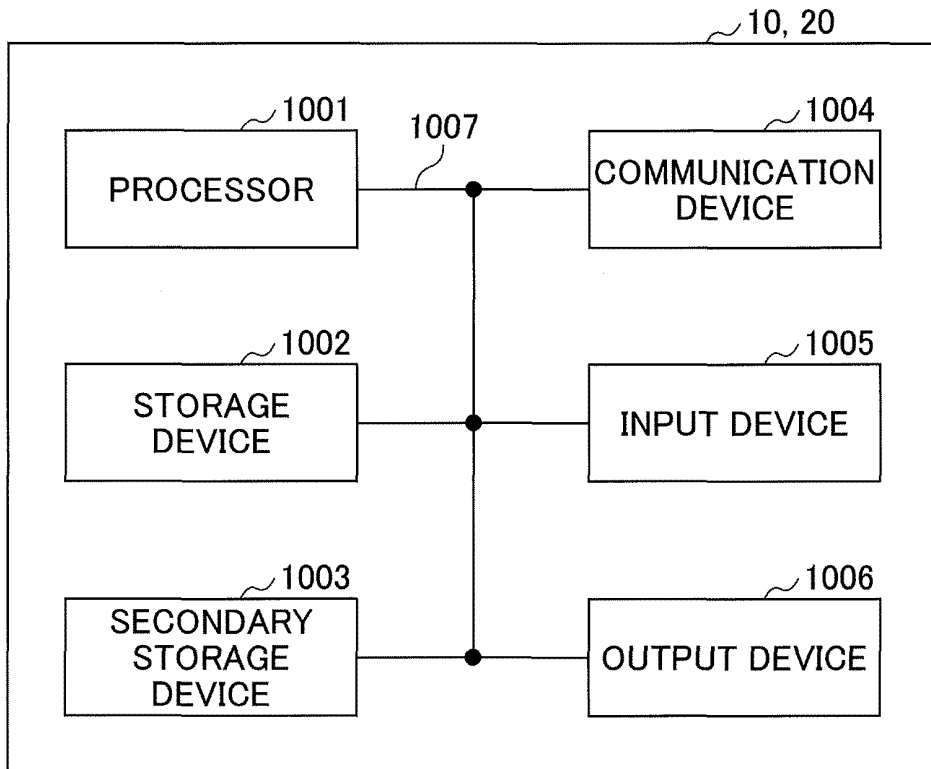 10, 20
1001
PROCESSOR
1007
1004
COMMUNICATION
DEVICE
1002
STORAGE
DEVICE
1005
INPUT DEVICE
1003
SECONDARY
STORAGE
DEVICE
1006
OUTPUT DEVICE